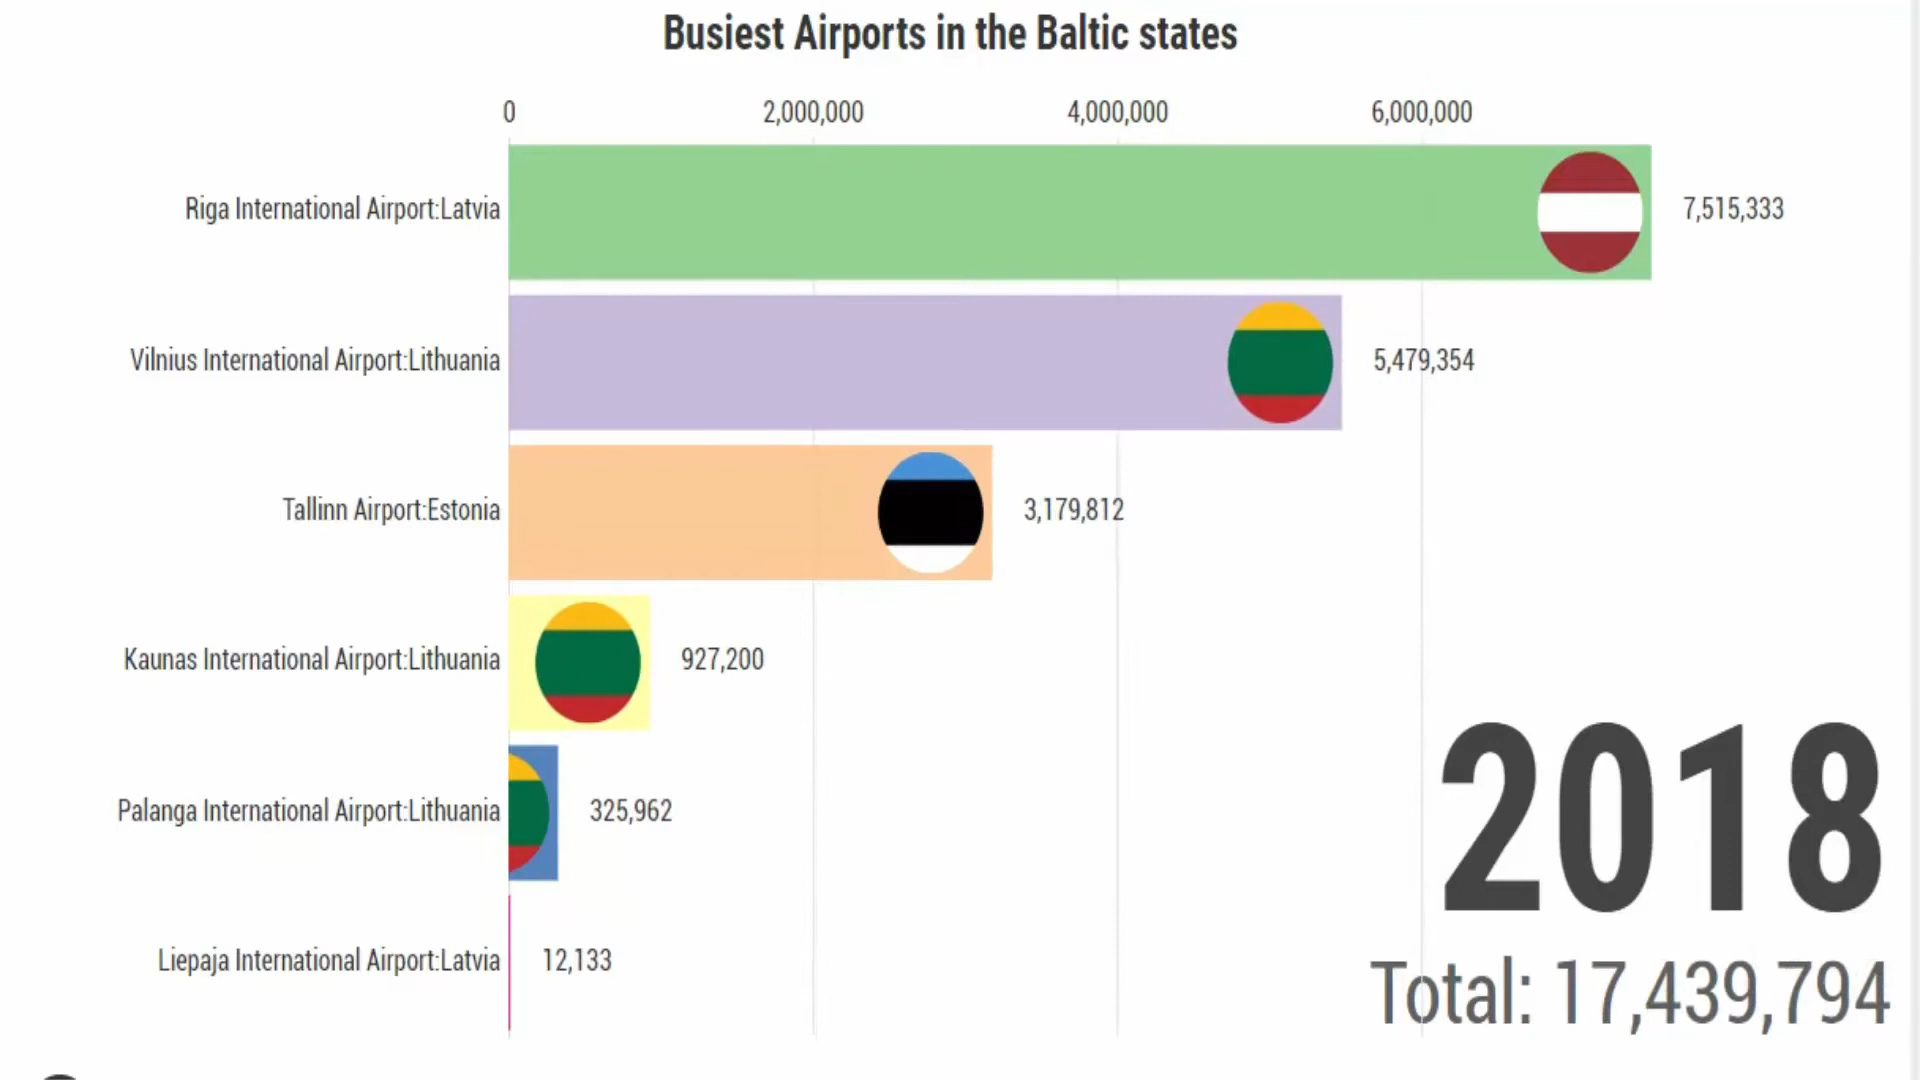 Busiest Airports in the Baltic states
0 2,000,000 4,000,000 6,000,000
Riga International Airport:Latvia 7,515,333
Vilnius International Airport:Lithuania 5,479,354
Tallinn Airport:Estonia 3,179,812
Kaunas International Airport:Lithuania 927,200
Palanga International Airport:Lithuania 325,962
Liepaja International Airport:Latvia 12,133
2018
Total: 17,439,794